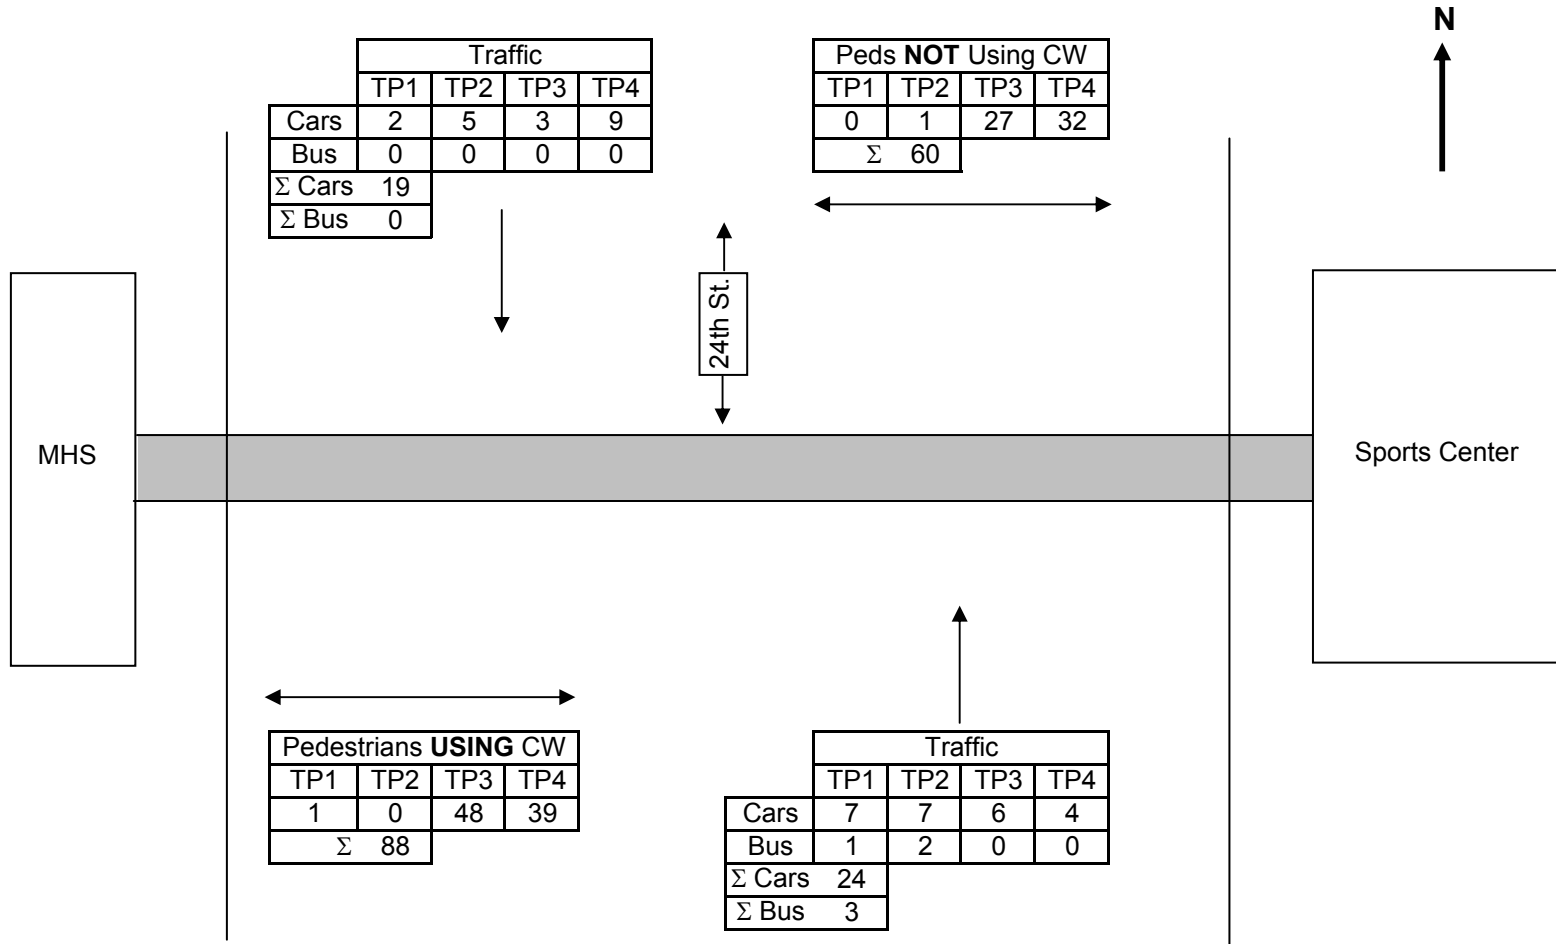 N
Traffic
TP1 TP2 TP3 TP4
Cars 2 5 3 9
Bus 0 0 0 0
Σ Cars 19
Σ Bus 0
Peds NOT Using CW
TP1 TP2 TP3 TP4
0 1 27 32
Σ 60
24th St.
MHS
Sports Center
Pedestrians USING CW
TP1 TP2 TP3 TP4
1 0 48 39
Σ 88
Traffic
TP1 TP2 TP3 TP4
Cars 7 7 6 4
Bus 1 2 0 0
Σ Cars 24
Σ Bus 3